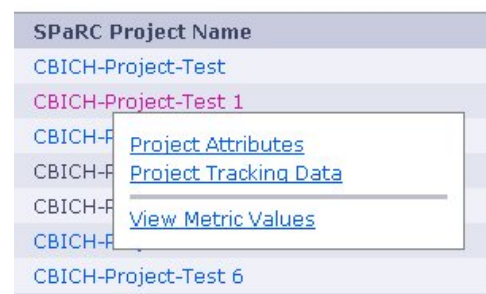 SPaRC Project Name
CBICH-Project-Test
CBICH-Project-Test 1
Project Attributes
Project Tracking Data
View Metric Values
CBICH-Project-Test 6